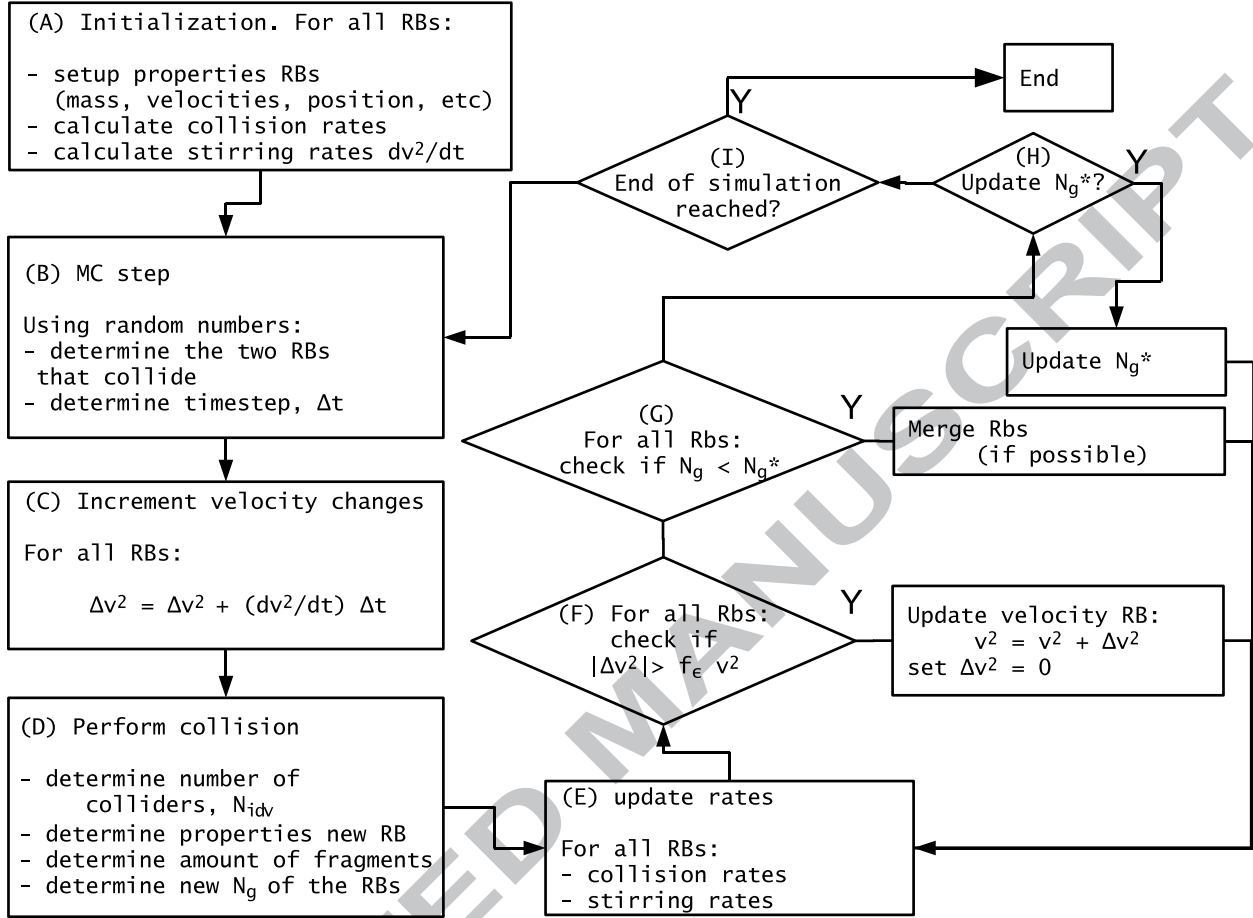 (A) Initialization. For all RBs:
- setup properties RBs
(mass, velocities, position, etc)
- calculate collision rates
- calculate stirring rates dv²/dt
(B) MC step
Using random numbers:
- determine the two RBs
that collide
- determine timestep, Δt
(C) Increment velocity changes
For all RBs:
Δv² = Δv² + (dv²/dt) Δt
(D) Perform collision
- determine number of
colliders, Nidv
- determine properties new RB
- determine amount of fragments
- determine new Ng of the RBs
(E) update rates
For all RBs:
- collision rates
- stirring rates
(F) For all Rbs:
check if
|Δv²|> fϵ v²
Y
Update velocity RB:
v² = v² + Δv²
set Δv² = 0
(G)
For all Rbs:
check if Ng < Ng*
Y
Merge Rbs
(if possible)
(H)
Update Ng*?
Y
Update Ng*
(I)
End of simulation
reached?
Y
End
ED MANUSCRIPT